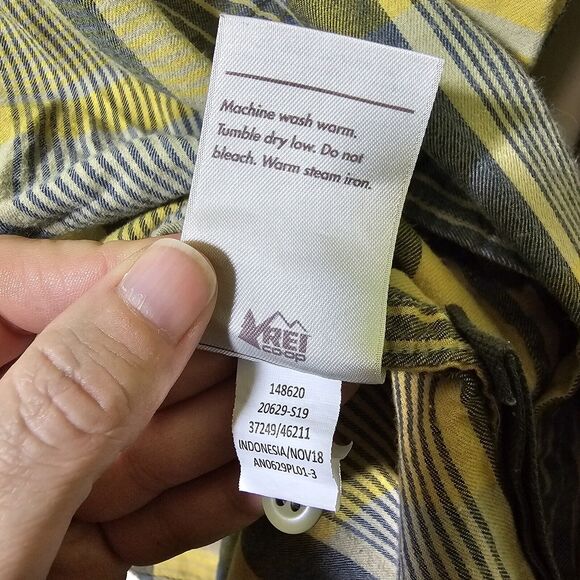 Machine wash warm.
Tumble dry low. Do not
bleach. Warm steam iron.
REI
CO·OP
148620
20629-S19
37249/46211
INDONESIA/NOV18
AN0629PL01-3